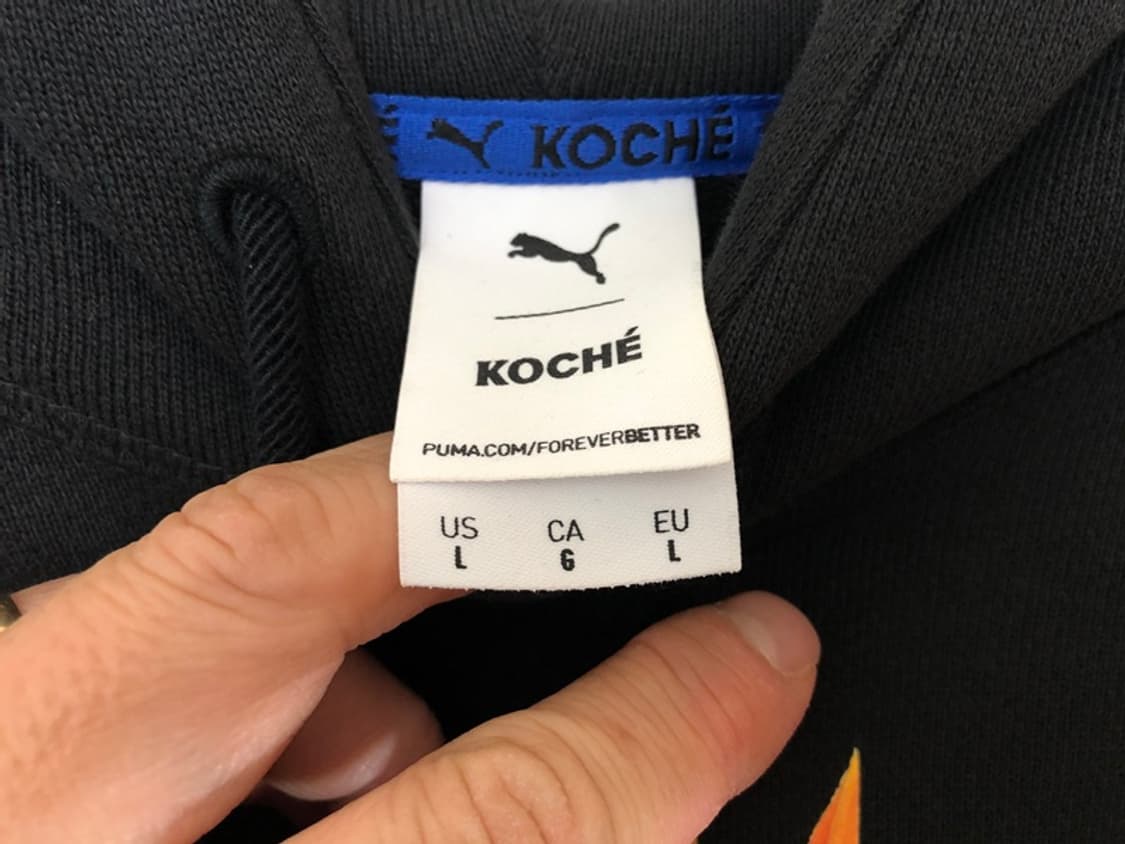 KOCHÉ
KOCHÉ
PUMA.COM/FOREVERBETTER
US CA EU
L G L